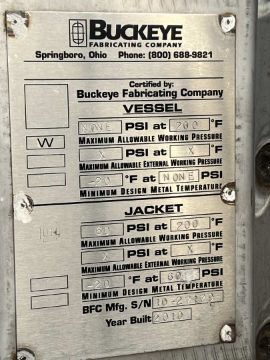 BUCKEYE
FABRICATING COMPANY
Springboro, Ohio Phone: (800) 688-9821
Certified by:
Buckeye Fabricating Company
VESSEL
NONE PSI at 200 °F
MAXIMUM ALLOWABLE WORKING PRESSURE
W X PSI at X °F
MAXIMUM ALLOWABLE EXTERNAL WORKING PRESSURE
-20 °F at NONE PSI
MINIMUM DESIGN METAL TEMPERATURE
JACKET
PSI at 200 °F
MAXIMUM ALLOWABLE WORKING PRESSURE
X PSI at X °F
MAXIMUM ALLOWABLE EXTERNAL WORKING PRESSURE
-20 °F at PSI
MINIMUM DESIGN METAL TEMPERATURE
BFC Mfg. S/N
Year Built 2010